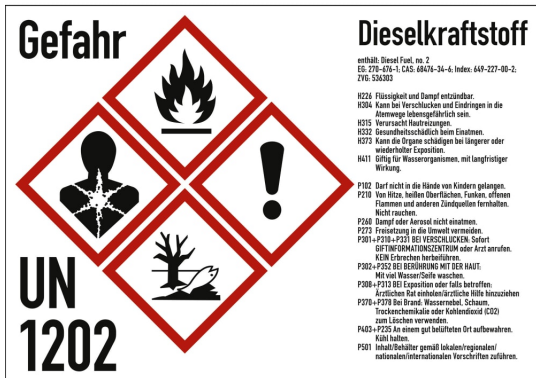 Gefahr
UN
1202
Dieselkraftstoff
enthält: Diesel Fuel, no. 2
EG: 270-676-1; CAS: 68476-34-6; Index: 649-227-00-2;
ZVG: 536303
H226 Flüssigkeit und Dampf entzündbar.
H304 Kann bei Verschlucken und Eindringen in die
Atemwege lebensgefährlich sein.
H315 Verursacht Hautreizungen.
H332 Gesundheitsschädlich beim Einatmen.
H373 Kann die Organe schädigen bei längerer oder
wiederholter Exposition.
H411 Giftig für Wasserorganismen, mit langfristiger
Wirkung.
P102 Darf nicht in die Hände von Kindern gelangen.
P210 Von Hitze, heißen Oberflächen, Funken, offenen
Flammen und anderen Zündquellen fernhalten.
Nicht rauchen.
P260 Dampf oder Aerosol nicht einatmen.
P273 Freisetzung in die Umwelt vermeiden.
P301+P310+P331 BEI VERSCHLUCKEN: Sofort
GIFTINFORMATIONSZENTRUM oder Arzt anrufen.
KEIN Erbrechen herbeiführen.
P302+P352 BEI BERÜHRUNG MIT DER HAUT:
Mit viel Wasser/Seife waschen.
P308+P313 BEI Exposition oder falls betroffen:
Ärztlichen Rat einholen/ärztliche Hilfe hinzuziehen
P370+P378 Bei Brand: Wassernebel, Schaum,
Trockenchemikalie oder Kohlendioxid (CO2)
zum Löschen verwenden.
P403+P235 An einem gut belüfteten Ort aufbewahren.
Kühl halten.
P501 Inhalt/Behälter gemäß lokalen/regionalen/
nationalen/internationalen Vorschriften zuführen.